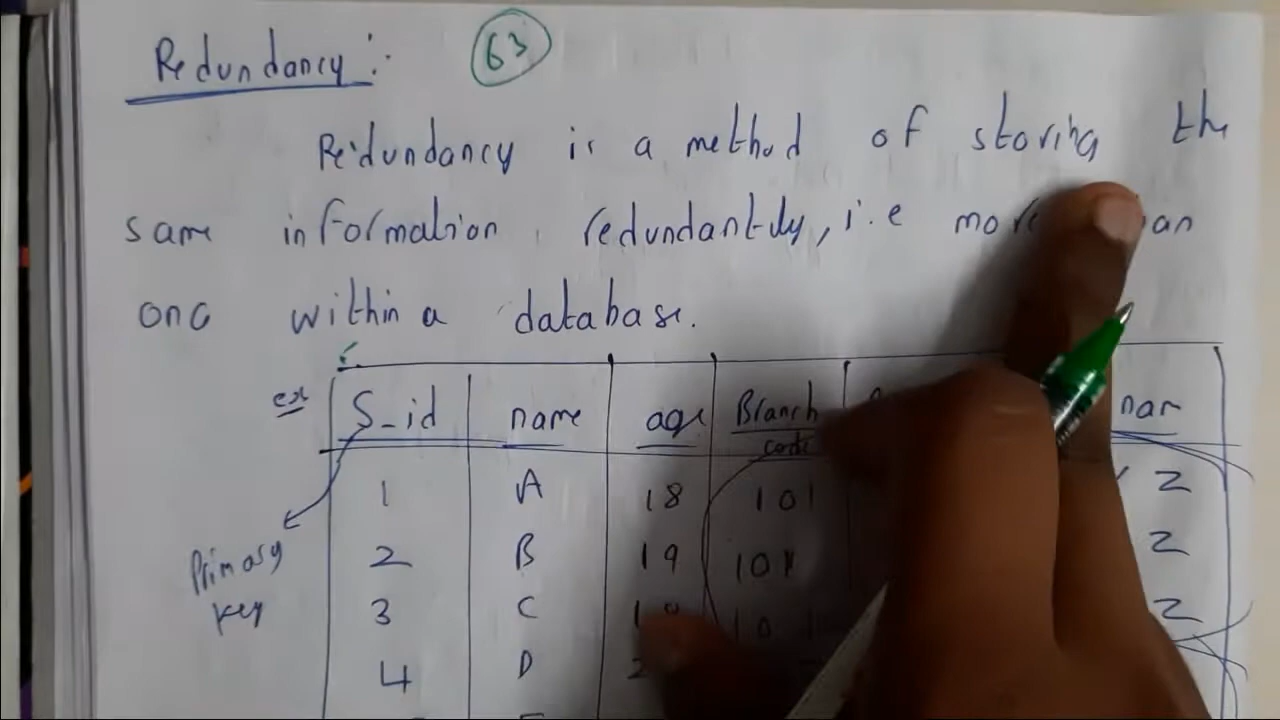 Redundancy :
63
Redundancy is a method of storing the
same information redundantly, i.e more
one within a database.
ex
S_id name age Branch code
1 A 18 101 Z
2 B 19 101 Z
3 C Z
4 D
Primary
key